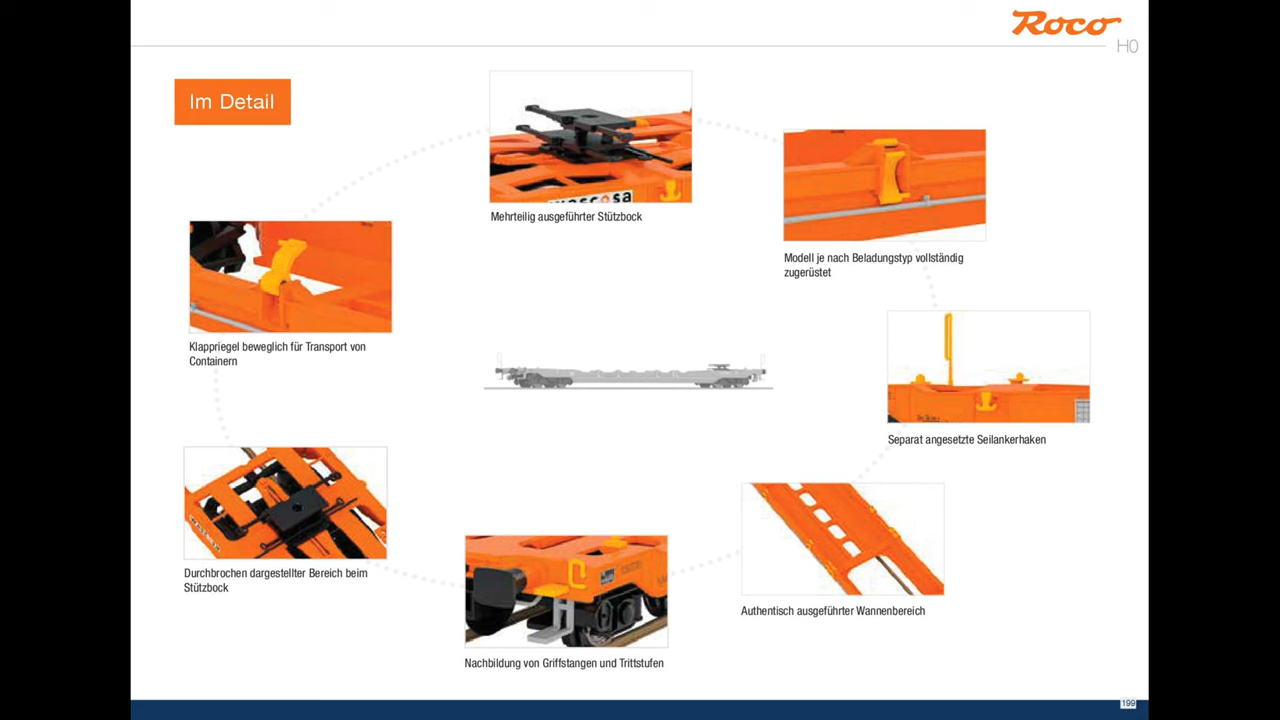 Roco
H0
Im Detail
wascosa
Mehrteilig ausgeführter Stützbock
Modell je nach Beladungstyp vollständig
zugerüstet
Klappriegel beweglich für Transport von
Containern
Separat angesetzte Seilankerhaken
Durchbrochen dargestellter Bereich beim
Stützbock
Authentisch ausgeführter Wannenbereich
Nachbildung von Griffstangen und Trittstufen
199